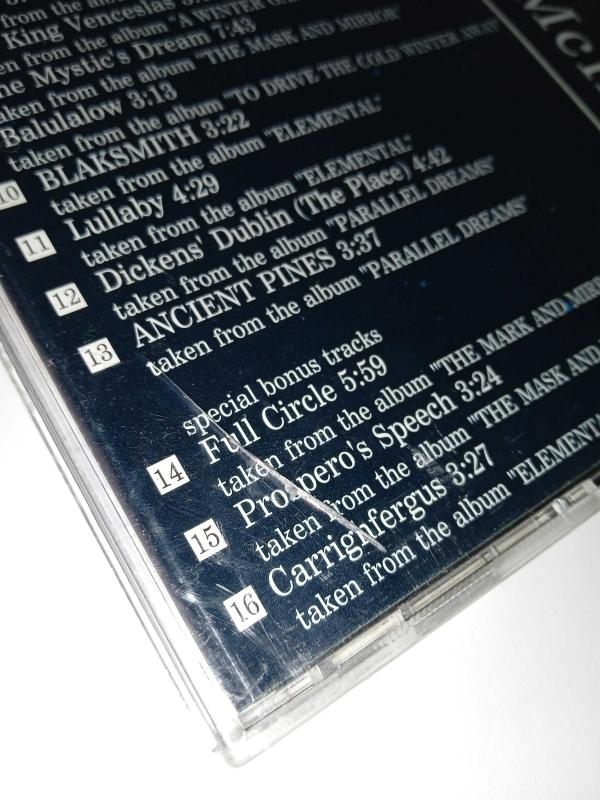 King Venceslas
from the album "A WINTER
The Mystic's Dream 7:43
taken from the album "THE MASK AND MIRROR"
Balulalow 3:13
taken from the album "TO DRIVE THE COLD WINTER AWAY
10 BLAKSMITH 3:22
taken from the album "ELEMENTAL"
11 Lullaby 4:29
taken from the album "ELEMENTAL"
12 Dickens' Dublin (The Place) 4:42
taken from the album "PARALLEL DREAMS"
13 ANCIENT PINES 3:37
taken from the album "PARALLEL DREAMS"
special bonus tracks
14 Full Circle 5:59
taken from the album "THE MARK AND
15 Prospero's Speech 3:24
taken from the album "THE MASK AND
16 Carrignfergus 3:27
taken from the album "ELEMENTA